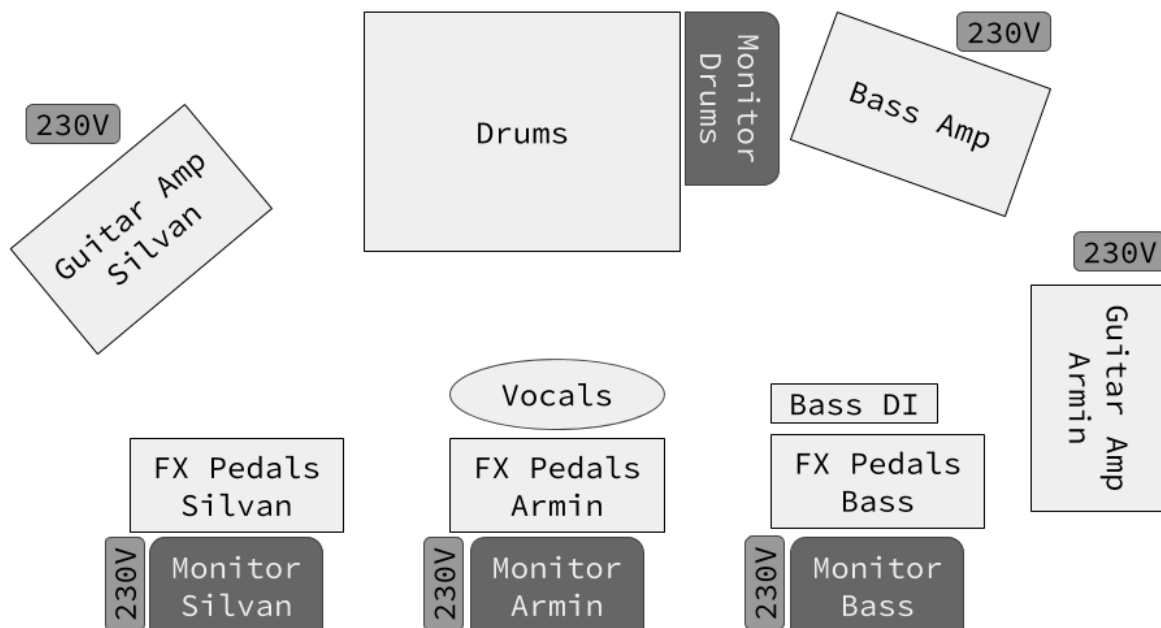 230V
Monitor
Drums
230V
Drums
Bass Amp
Guitar Amp
Silvan
230V
Guitar Amp
Armin
Vocals
Bass DI
FX Pedals
Silvan
FX Pedals
Armin
FX Pedals
Bass
230V
Monitor
Silvan
230V
Monitor
Armin
230V
Monitor
Bass